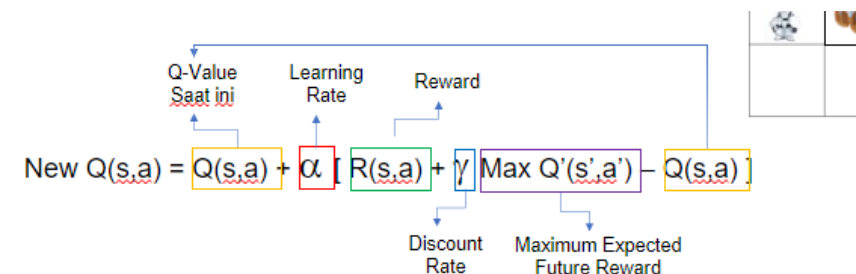 Q-Value
Saat ini
Learning
Rate
Reward
New Q(s,a) = Q(s,a) + α [ R(s,a) + γ Max Q’(s’,a’) – Q(s,a) ]
Discount
Rate
Maximum Expected
Future Reward